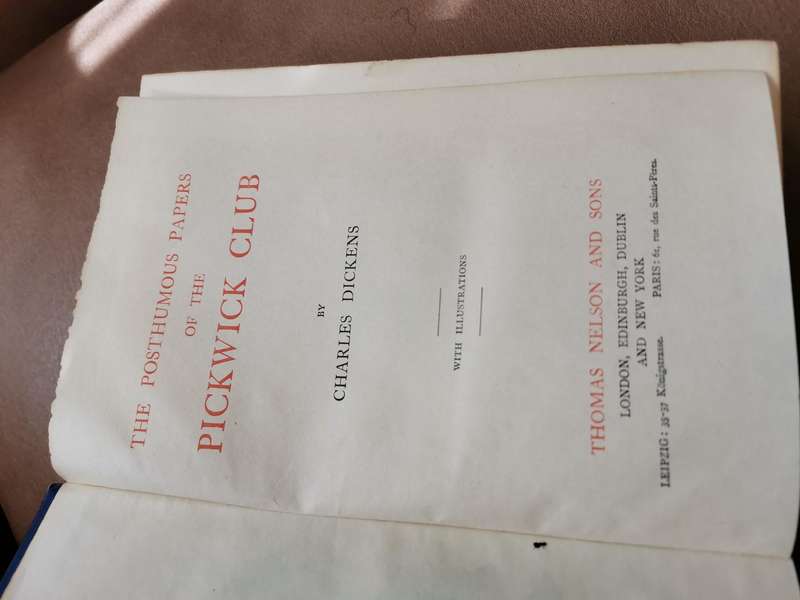 THE POSTHUMOUS PAPERS
OF THE
PICKWICK CLUB
BY
CHARLES DICKENS
WITH ILLUSTRATIONS
THOMAS NELSON AND SONS
LONDON, EDINBURGH, DUBLIN
AND NEW YORK
LEIPZIG: 35-37 Königstrasse. PARIS: 61, rue des Saints-Pères.